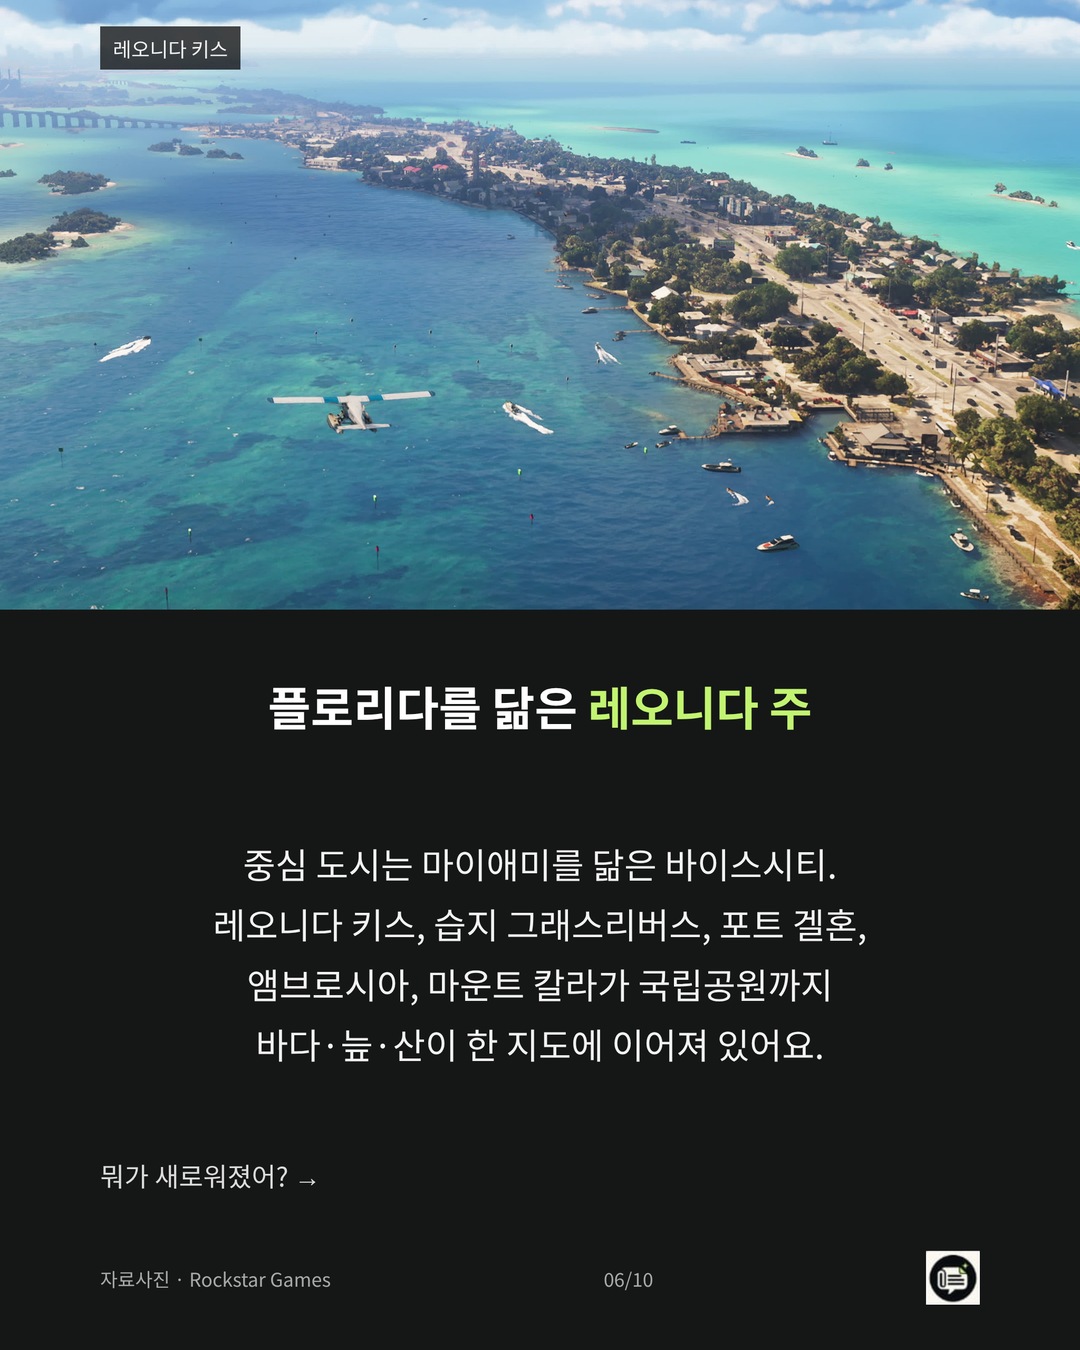 레오니다 키스
플로리다를 닮은 레오니다 주
중심 도시는 마이애미를 닮은 바이스시티.
레오니다 키스, 습지 그래스리버스, 포트 겔혼,
앰브로시아, 마운트 칼라가 국립공원까지
바다·늪·산이 한 지도에 이어져 있어요.
뭐가 새로워졌어? →
자료사진 · Rockstar Games
06/10